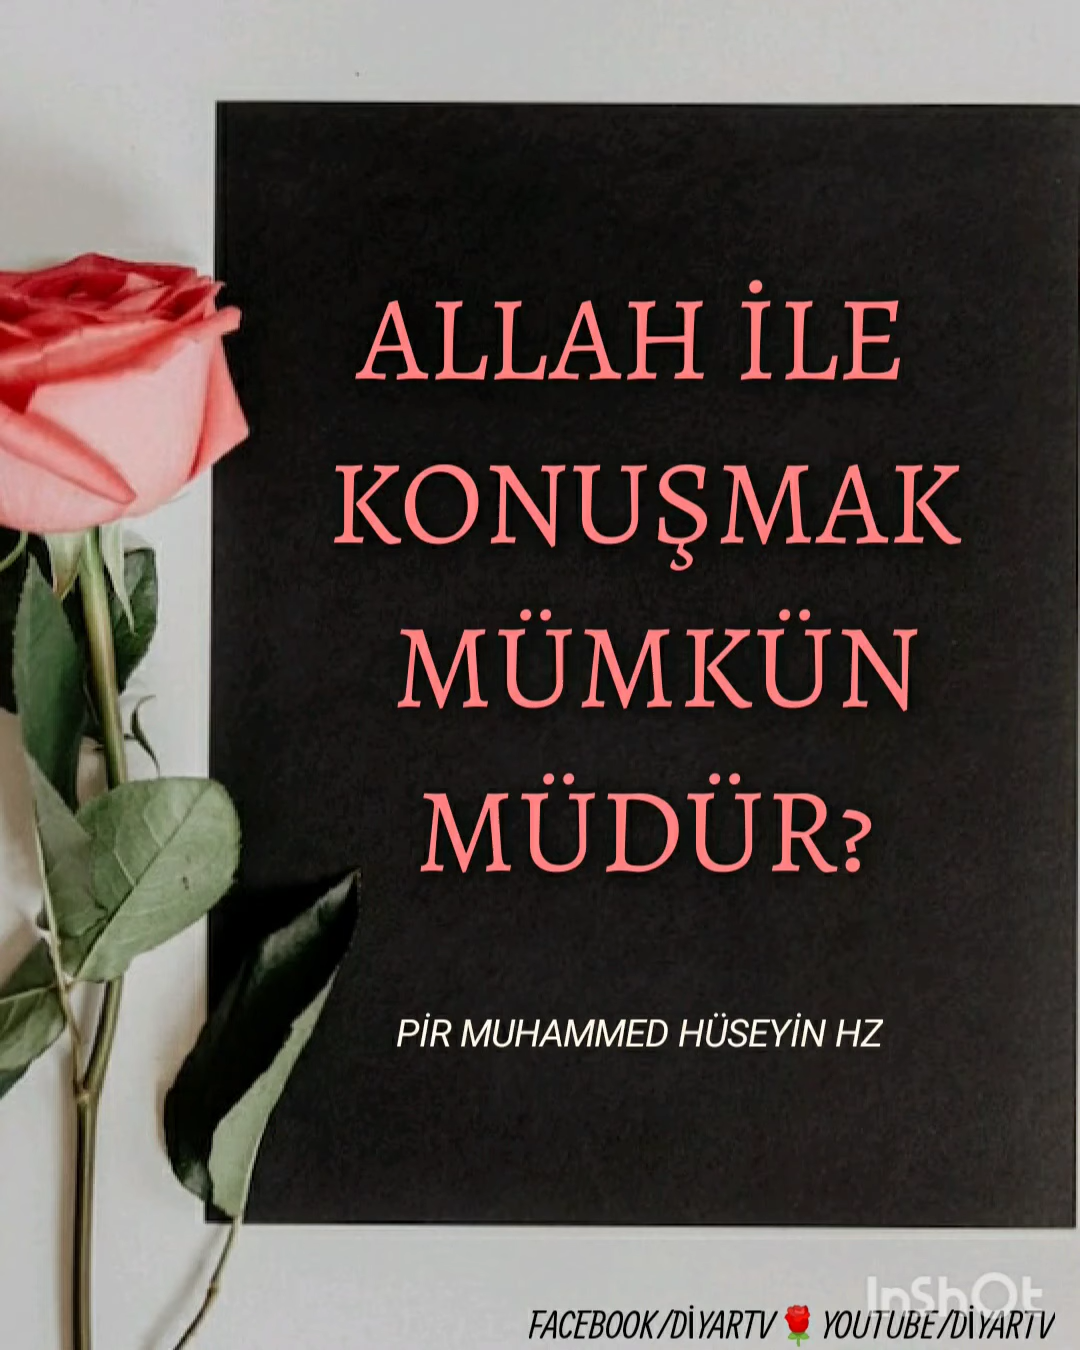 ALLAH İLE
KONUŞMAK
MÜMKÜN
MÜDÜR?
PİR MUHAMMED HÜSEYİN HZ
InShOt
FACEBOOK/DİYARTV🌹YOUTUBE/DİYARTV